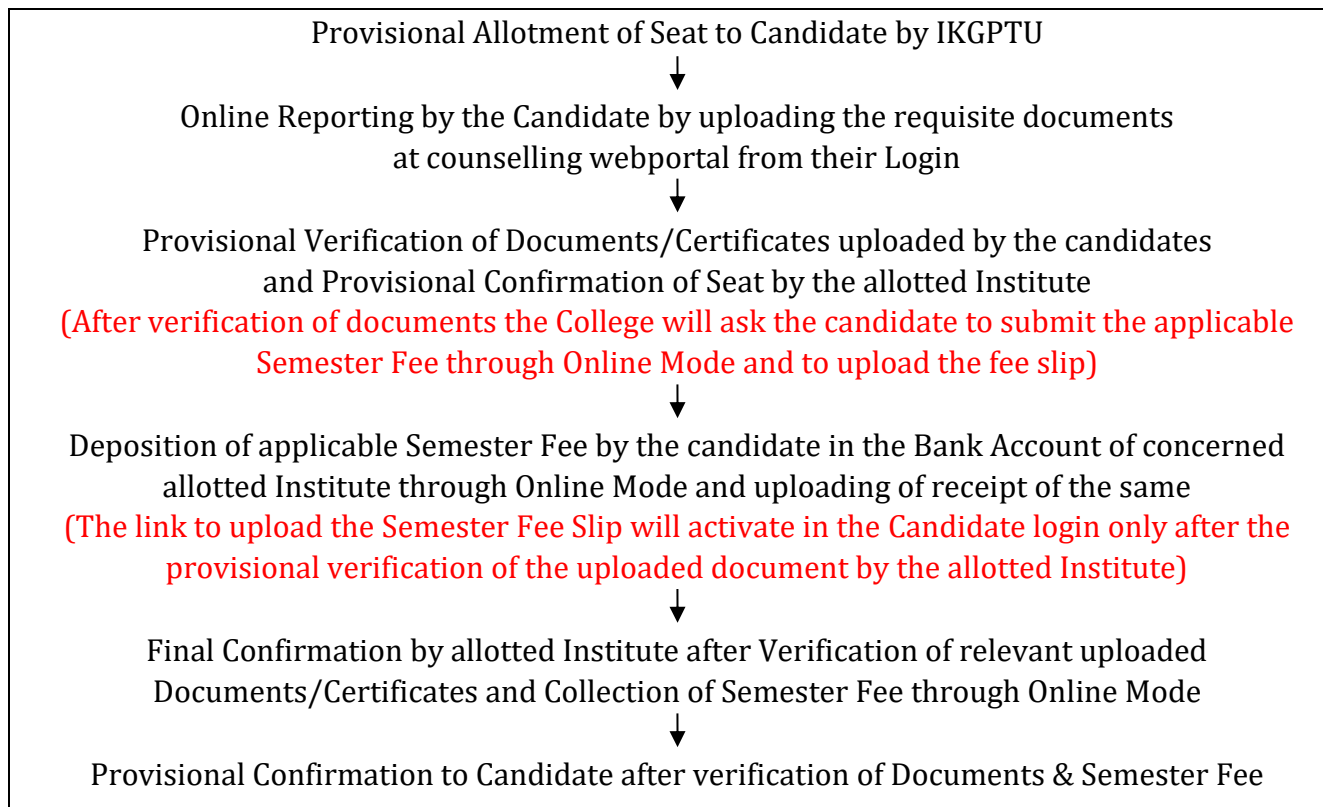 Provisional Allotment of Seat to Candidate by IKGPTU
Online Reporting by the Candidate by uploading the requisite documents
at counselling webportal from their Login
Provisional Verification of Documents/Certificates uploaded by the candidates
and Provisional Confirmation of Seat by the allotted Institute
(After verification of documents the College will ask the candidate to submit the applicable
Semester Fee through Online Mode and to upload the fee slip)
Deposition of applicable Semester Fee by the candidate in the Bank Account of concerned
allotted Institute through Online Mode and uploading of receipt of the same
(The link to upload the Semester Fee Slip will activate in the Candidate login only after the
provisional verification of the uploaded document by the allotted Institute)
Final Confirmation by allotted Institute after Verification of relevant uploaded
Documents/Certificates and Collection of Semester Fee through Online Mode
Provisional Confirmation to Candidate after verification of Documents & Semester Fee